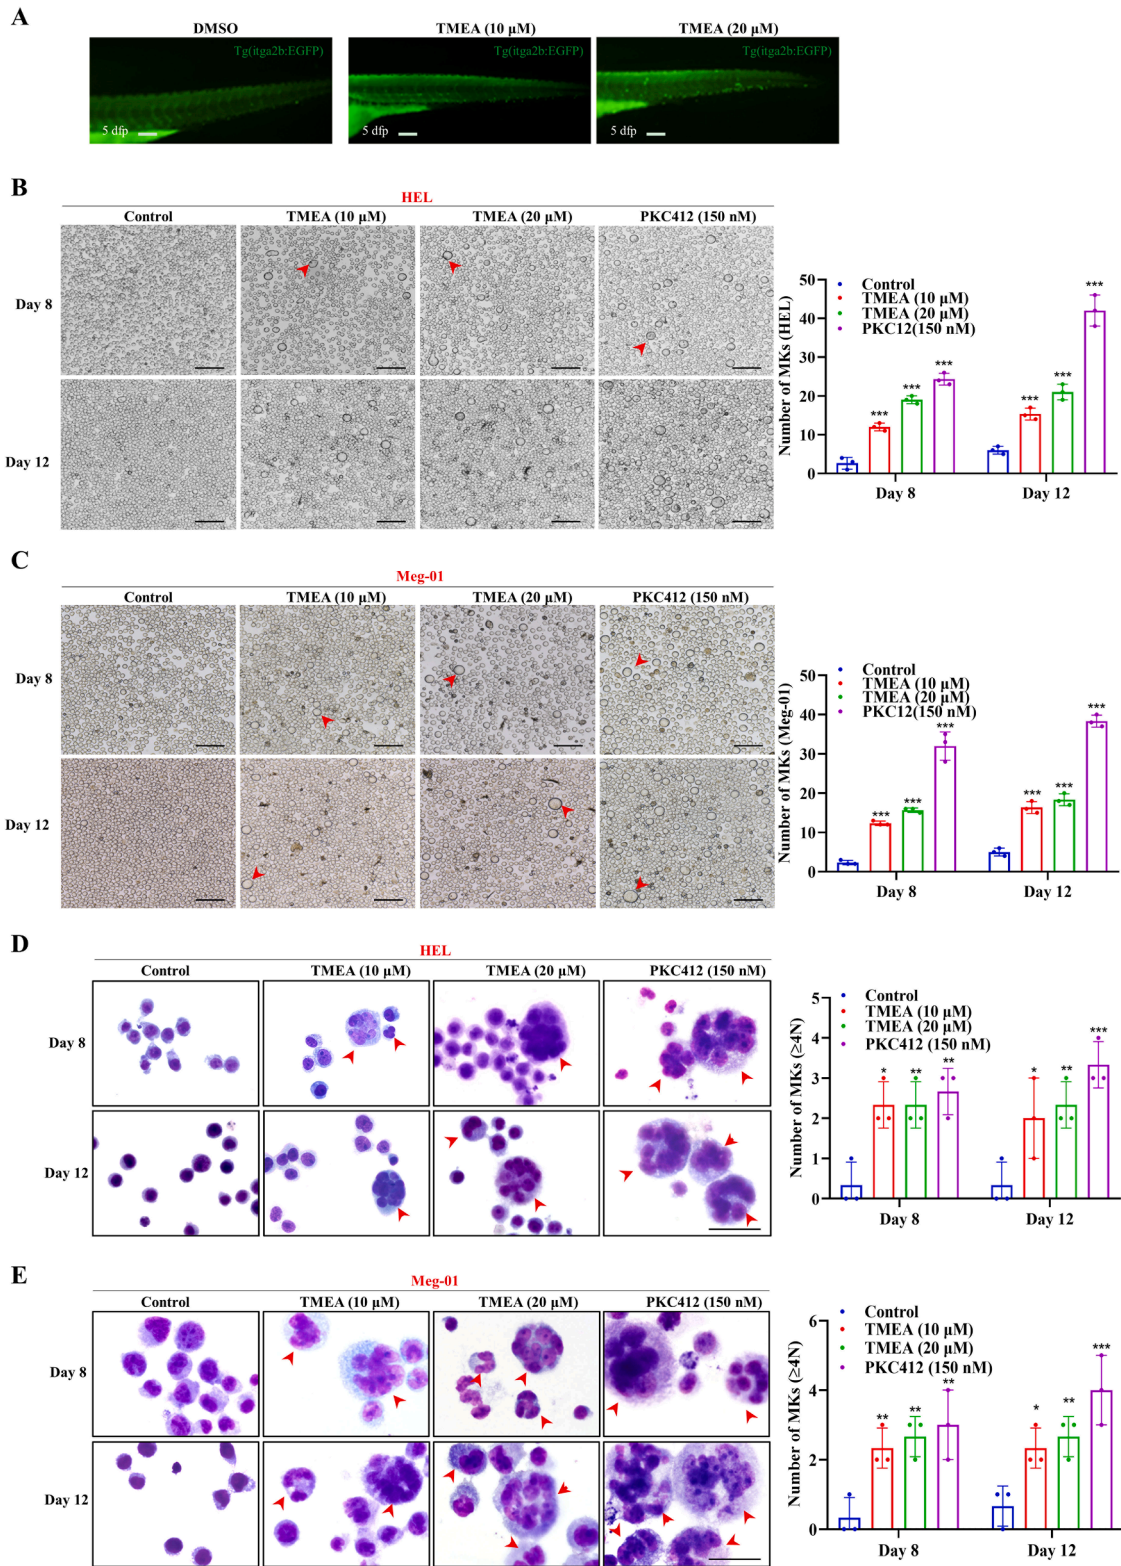 A
DMSO
TMEA (10 μM)
TMEA (20 μM)
Tg(itga2b:EGFP)
Tg(itga2b:EGFP)
Tg(itga2b:EGFP)
5 dfp
5 dfp
5 dfp
B
HEL
Control
TMEA (10 μM)
TMEA (20 μM)
PKC412 (150 nM)
Day 8
Day 12
Number of MKs (HEL)
50
40
30
20
10
0
Control
TMEA (10 μM)
TMEA (20 μM)
PKC12(150 nM)
***
***
***
***
***
***
Day 8
Day 12
C
Meg-01
Control
TMEA (10 μM)
TMEA (20 μM)
PKC412 (150 nM)
Day 8
Day 12
Number of MKs (Meg-01)
50
40
30
20
10
0
Control
TMEA (10 μM)
TMEA (20 μM)
PKC12(150 nM)
***
***
***
***
***
***
Day 8
Day 12
D
HEL
Control
TMEA (10 μM)
TMEA (20 μM)
PKC412 (150 nM)
Day 8
Day 12
Number of MKs (≥4N)
5
4
3
2
1
0
Control
TMEA (10 μM)
TMEA (20 μM)
PKC412 (150 nM)
*
**
**
*
**
***
Day 8
Day 12
E
Meg-01
Control
TMEA (10 μM)
TMEA (20 μM)
PKC412 (150 nM)
Day 8
Day 12
Number of MKs (≥4N)
6
4
2
0
Control
TMEA (10 μM)
TMEA (20 μM)
PKC412 (150 nM)
**
**
**
*
**
***
Day 8
Day 12